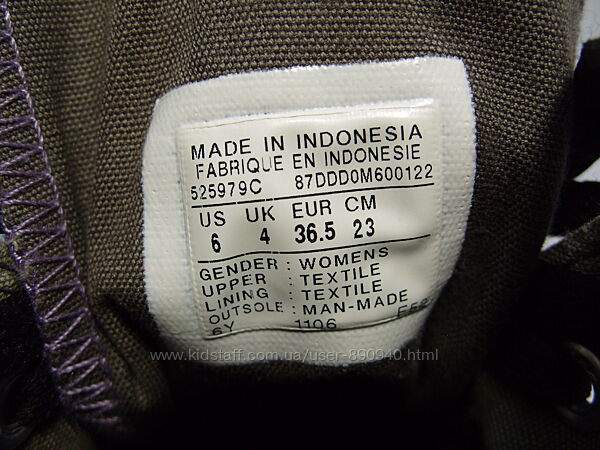 MADE IN INDONESIA
FABRIQUE EN INDONESIE
525979C 87DDD0M600122
US UK EUR CM
6 4 36.5 23
GENDER : WOMENS
UPPER : TEXTILE
LINING : TEXTILE
OUTSOLE : MAN-MADE
6Y 1106
www.kidstaff.com.ua/user-890940.html